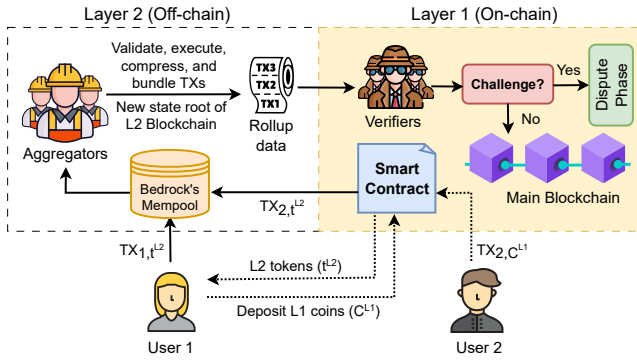 Layer 2 (Off-chain)
Layer 1 (On-chain)
Validate, execute,
compress, and
bundle TXs
New state root of
L2 Blockchain
Aggregators
TX3
TX2
TX1
Rollup
data
Verifiers
Challenge?
Yes
No
Dispute
Phase
Main Blockchain
Smart
Contract
Bedrock's
Mempool
TX2,tL2
TX1,tL2
TX2,CL1
L2 tokens (tL2)
Deposit L1 coins (CL1)
L
User 1
L
User 2